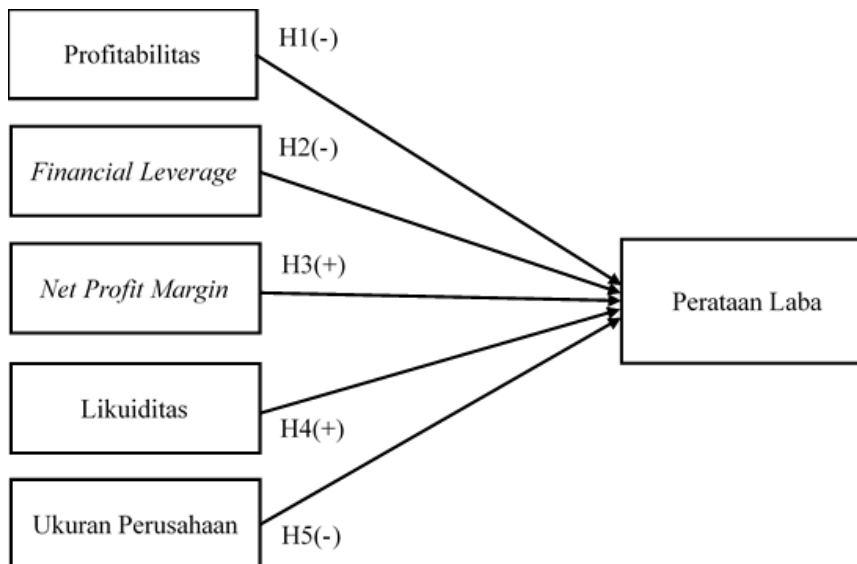 Profitabilitas
H1(-)
Financial Leverage
H2(-)
Net Profit Margin
H3(+)
Perataan Laba
Likuiditas
H4(+)
Ukuran Perusahaan
H5(-)